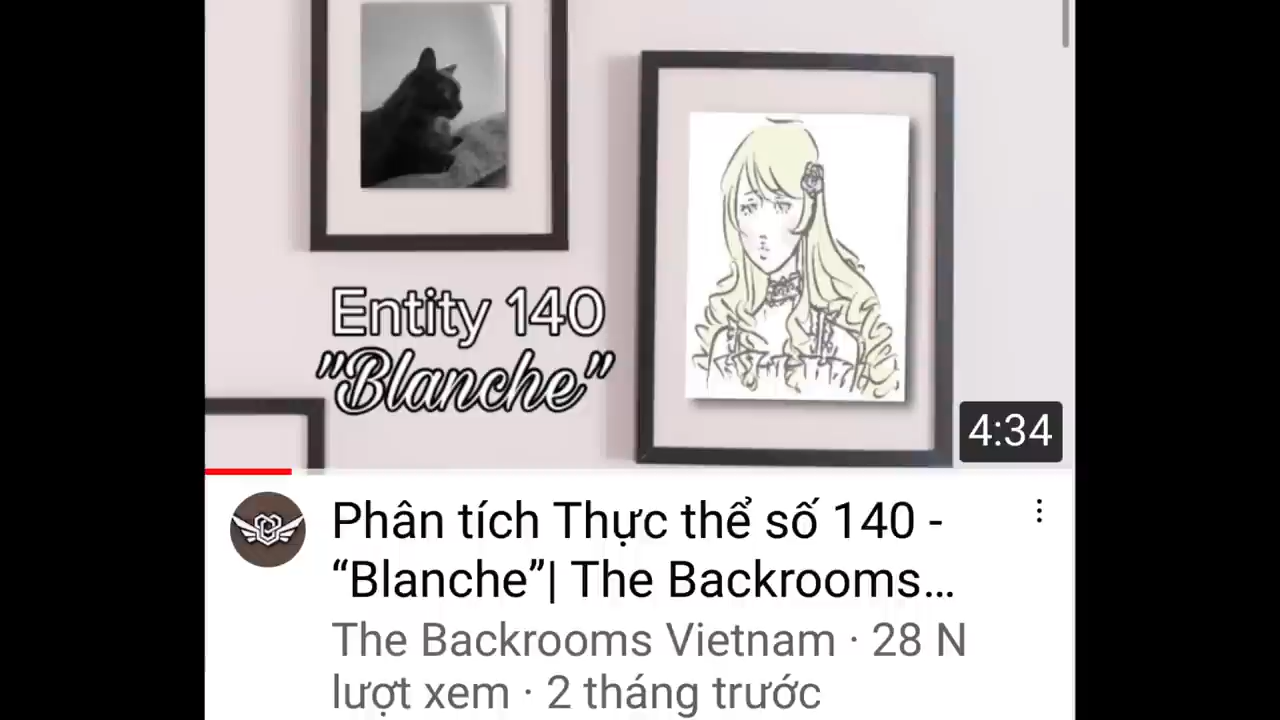 Entity 140
"Blanche"
4:34
Phân tích Thực thể số 140 -
“Blanche”| The Backrooms...
The Backrooms Vietnam · 28 N
lượt xem · 2 tháng trước